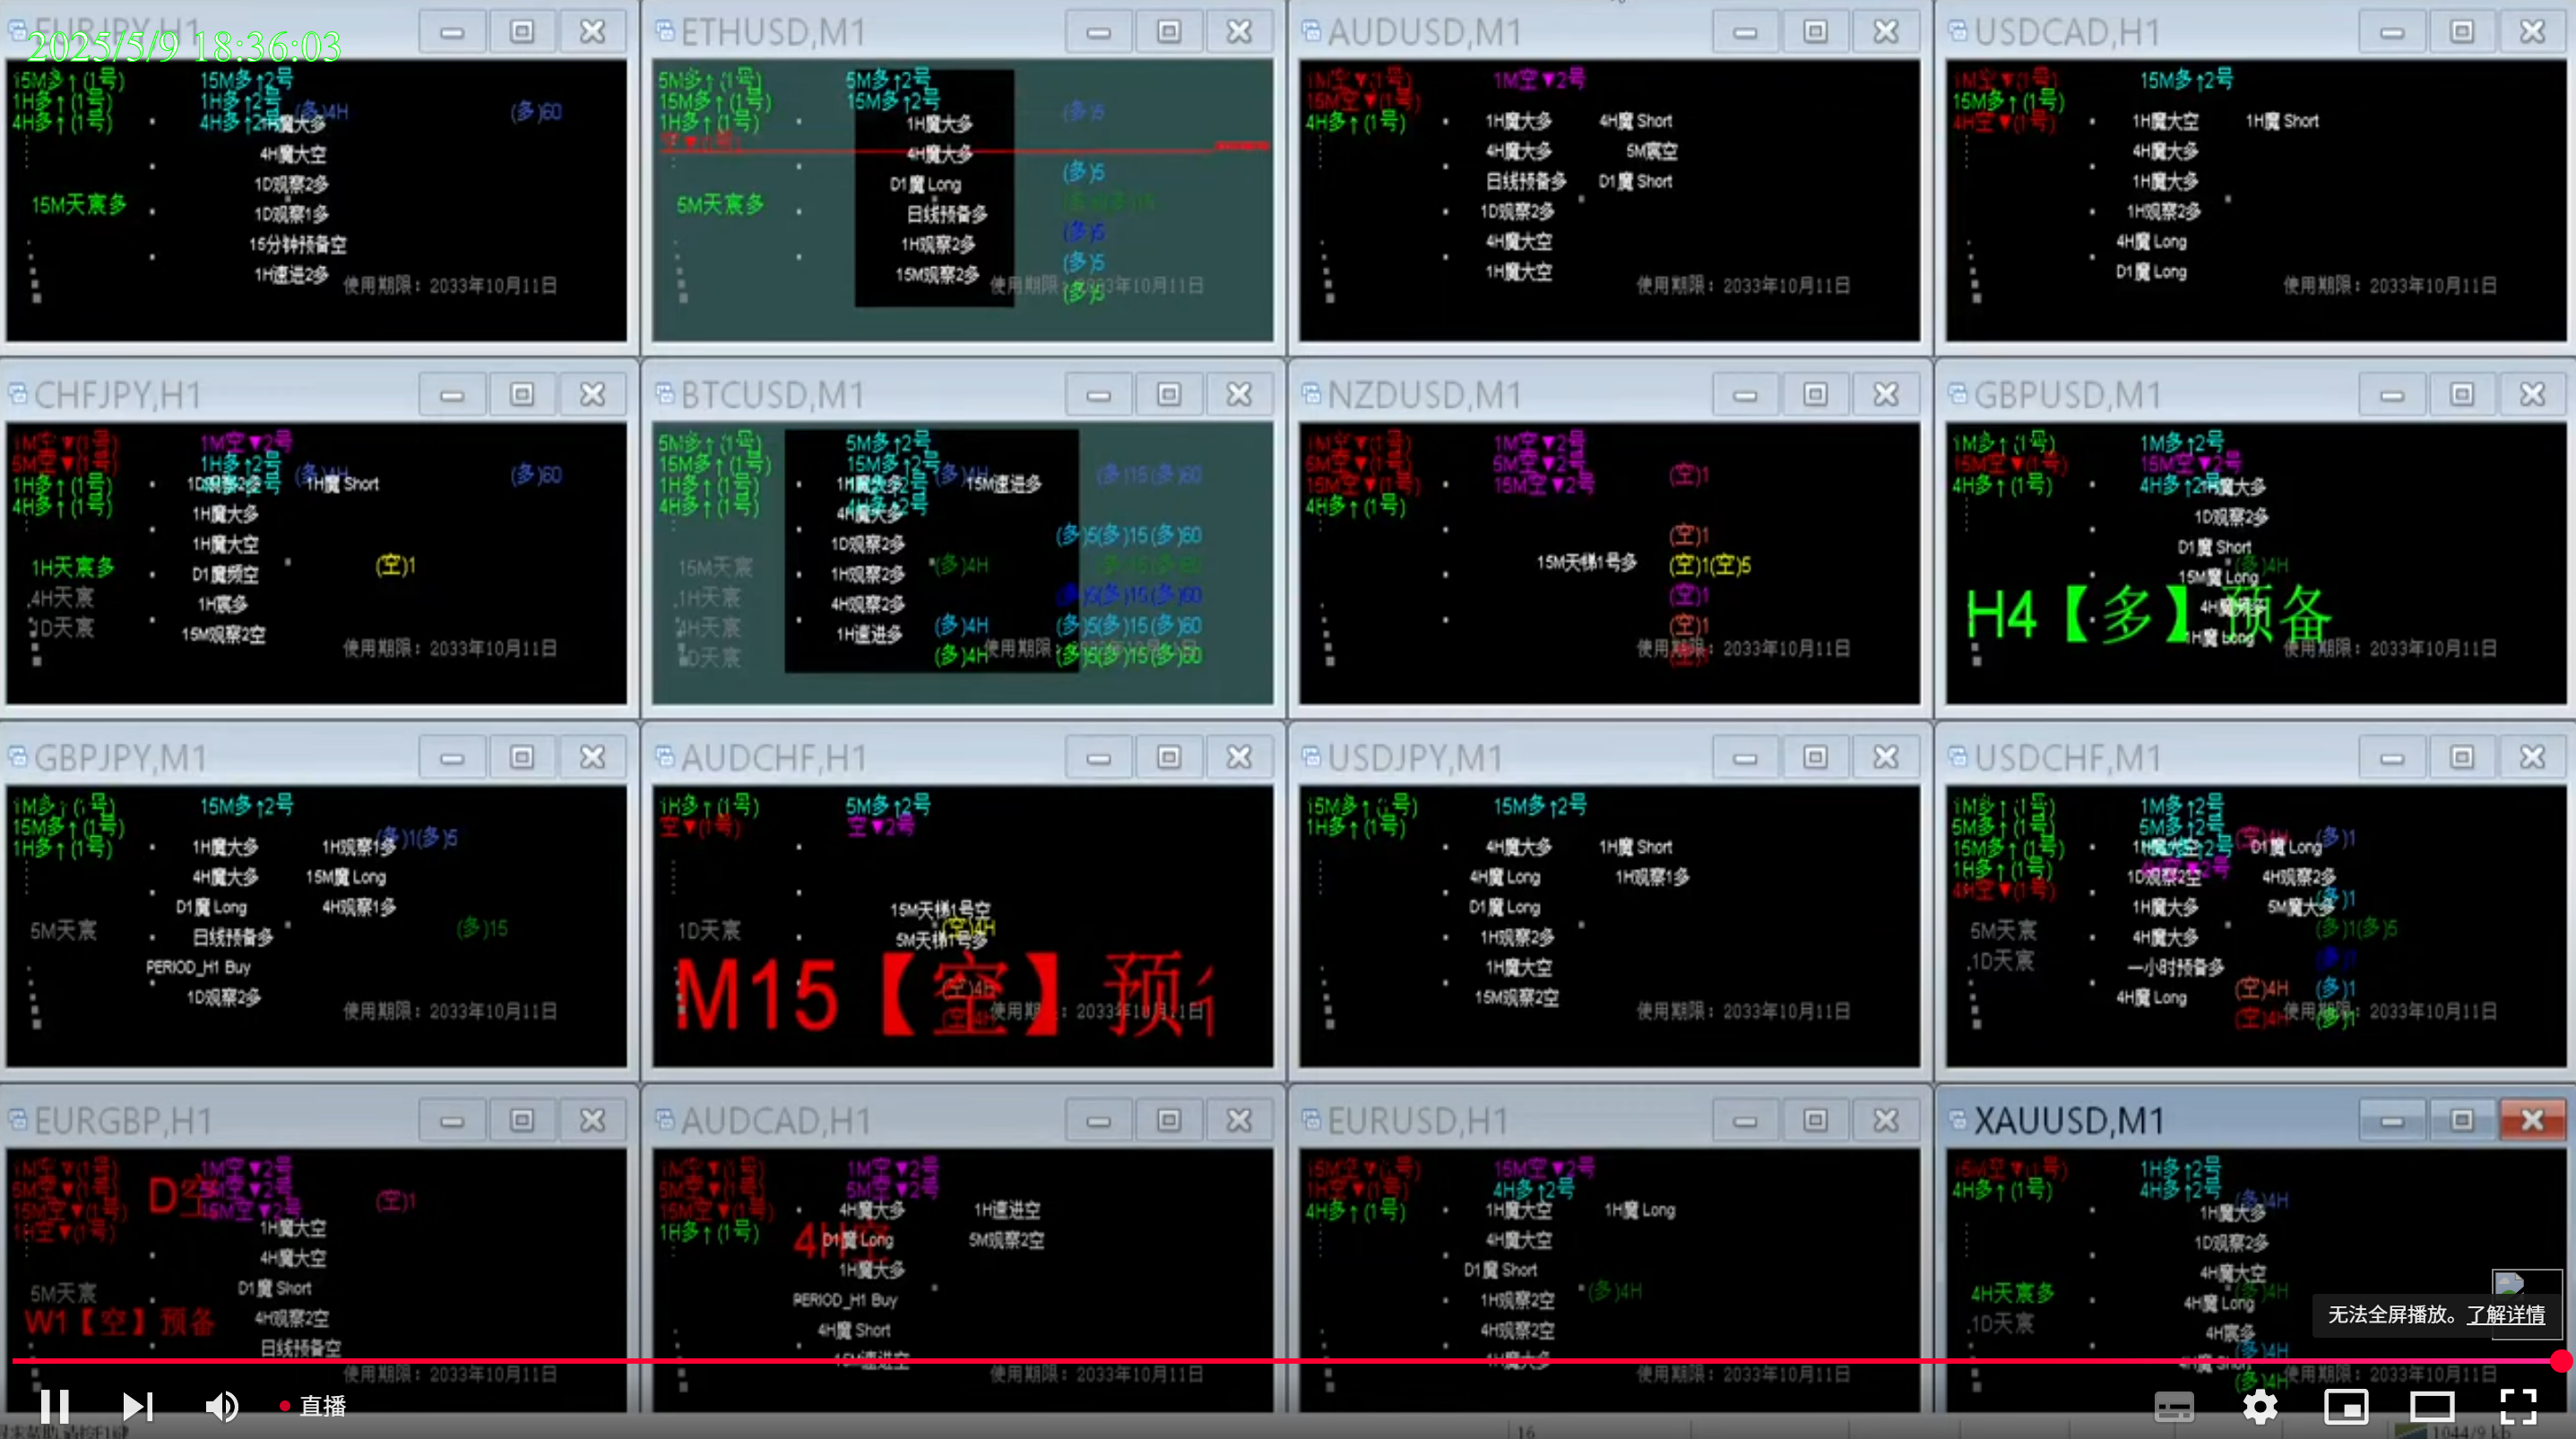 EURJPY,H1
2025/5/9 18:36:03
15M多↑(1号) 15M多↑2号
1H多↑(1号) 1H多↑2号 (多)4H (多)60
4H多↑(1号) 4H多↑2号 1H魔大多
4H魔大空
1D观察2多
15M天宸多
1D观察1多
15分钟预备空
1H速进2多
使用期限：2033年10月11日
ETHUSD,M1
5M多↑(1号) 5M多↑2号
15M多↑(1号) 15M多↑2号 (多)5
1H多↑(1号) 1H魔大多
空▼(1号)
4H魔大多
D1魔 Long (多)5
5M天宸多
日线预备多
1H观察2多 (多)5
15M观察2多 (多)5
使用期限：2033年10月11日
(多)5
AUDUSD,M1
1M空▼(1号) 1M空▼2号
15M空▼(1号)
4H多↑(1号) 1H魔大多 4H魔 Short
4H魔大多 5M宸空
日线预备多 D1魔 Short
1D观察2多
4H魔大空
1H魔大空
使用期限：2033年10月11日
USDCAD,H1
1M空▼(1号) 15M多↑2号
15M多↑(1号)
4H空▼(1号) 1H魔大空 1H魔 Short
4H魔大多
1H魔大多
1H观察2多
4H魔 Long
D1魔 Long
使用期限：2033年10月11日
CHFJPY,H1
1M空▼(1号) 1M空▼2号
5M空▼(1号) 1H多↑2号 (多)4H (多)60
1H多↑(1号) 1D观察2多 1H魔 Short
4H多↑(1号) 1H魔大多
1H魔大空
1H天宸多 (空)1
D1魔频空
4H天宸 1H宸多
1D天宸 15M观察2空
使用期限：2033年10月11日
BTCUSD,M1
5M多↑(1号) 5M多↑2号
15M多↑(1号) 15M多↑2号 (多)4H (多)15(多)60
1H多↑(1号) 1H魔大多 15M速进多
4H多↑(1号) 4H魔大多
1D观察2多 (多)5(多)15(多)60
15M天宸 1H观察2多 (多)4H
1H天宸 4H观察2多 (多)5(多)15(多)60
4H天宸 1H速进多 (多)4H (多)5(多)15(多)60
D天宸 (多)4H (多)5(多)15(多)60
使用期限：
NZDUSD,M1
1M空▼(1号) 1M空▼2号
5M空▼(1号) 5M空▼2号
15M空▼(1号) 15M空▼2号 (空)1
4H多↑(1号)
(空)1
15M天梯1号多 (空)1(空)5
(空)1
(空)1
使用期限：2033年10月11日
GBPUSD,M1
1M多↑(1号) 1M多↑2号
15M空▼(1号) 15M空▼2号
4H多↑(1号) 4H多↑2号 1H魔大多
1D观察2多
D1魔 Short
(多)4H
15M魔 Long
H4【多】预备
4H魔频多
1H魔 Long
使用期限：2033年10月11日
GBPJPY,M1
1M多↑(1号) 15M多↑2号
15M多↑(1号) (多)1(多)5
1H多↑(1号) 1H魔大多 1H观察1多
4H魔大多 15M魔 Long
D1魔 Long 4H观察1多
5M天宸 日线预备多 (多)15
PERIOD_H1 Buy
1D观察2多
使用期限：2033年10月11日
AUDCHF,H1
1H多↑(1号) 5M多↑2号
空▼(1号) 空▼2号
15M天梯1号空
1D天宸 (空)4H
5M天梯1号多
M15【空】预
(空)4H
使用期限：2033年10月11日
USDJPY,M1
15M多↑(1号) 15M多↑2号
1H多↑(1号)
4H魔大多 1H魔 Short
4H魔 Long 1H观察1多
D1魔 Long
1H观察2多
1H魔大空
15M观察2空
使用期限：2033年10月11日
USDCHF,M1
1M多↑(1号) 1M多↑2号
5M多↑(1号) 5M多↑2号 (空)4H (多)1
15M多↑(1号) D1魔 Long
1H多↑(1号) 4H空▼2号
4H空▼(1号) 1D观察2空 4H观察2多
1H魔大多 5M魔大多 (多)1
5M天宸 4H魔大多 (多)1(多)5
1D天宸 一小时预备多
4H魔 Long (空)4H (多)1
(空)4H (多)1
使用期限：2033年10月11日
EURGBP,H1
1M空▼(1号) 1M空▼2号
5M空▼(1号) D空 5M空▼2号 (空)1
15M空▼(1号) 15M空▼2号
1H空▼(1号) 1H魔大空
4H魔大空
5M天宸 D1魔 Short
W1【空】预备 4H观察2空
日线预备空
使用期限：2033年10月11日
AUDCAD,H1
1M空▼(1号) 1M空▼2号
5M空▼(1号) 5M空▼2号
15M空▼(1号) 4H魔大多 1H速进空
1H多↑(1号) 4H空 D1魔 Long 5M观察2空
1H魔大多
PERIOD_H1 Buy
4H魔 Short
15M速进空
使用期限：2033年10月11日
EURUSD,H1
15M空▼(1号) 15M空▼2号
1H空▼(1号) 4H多↑2号
4H多↑(1号) 1H魔大空 1H魔 Long
4H魔大空
D1魔 Short
1H观察2空 (多)4H
4H观察2空
1H魔大多
使用期限：2033年10月11日
XAUUSD,M1
15M空▼(1号) 1H多↑2号
4H多↑(1号) 4H多↑2号 (多)4H
1H魔大多
1D观察2多
4H魔大空
4H天宸多 (多)4H
4H魔 Long
1D天宸 4H宸多
(多)4H
4H魔 Short
(多)4H
使用期限：2033年10月11日
无法全屏播放。了解详情
直播
16
1044/9 kb